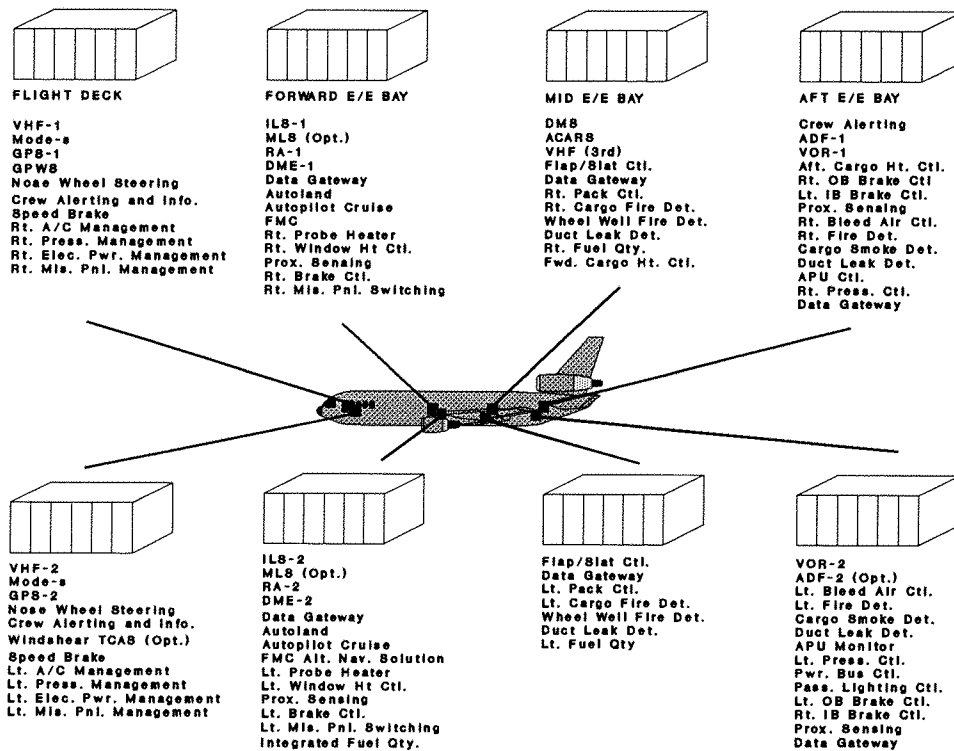 FLIGHT DECK
VHF-1
Mode-s
GPS-1
GPWS
Nose Wheel Steering
Crew Alerting and Info.
Speed Brake
Rt. A/C Management
Rt. Press. Management
Rt. Elec. Pwr. Management
Rt. Mis. Pnl. Management
FORWARD E/E BAY
ILS-1
MLS (Opt.)
RA-1
DME-1
Data Gateway
Autoland
Autopilot Cruise
FMC
Rt. Probe Heater
Rt. Window Ht Ctl.
Prox. Sensing
Rt. Brake Ctl.
Rt. Mis. Pnl. Switching
MID E/E BAY
DMS
ACARS
VHF (3rd)
Flap/Slat Ctl.
Data Gateway
Rt. Pack Ctl.
Rt. Cargo Fire Det.
Wheel Well Fire Det.
Duct Leak Det.
Rt. Fuel Qty.
Fwd. Cargo Ht. Ctl.
AFT E/E BAY
Crew Alerting
ADF-1
VOR-1
Aft. Cargo Ht. Ctl.
Rt. OB Brake Ctl
Lt. IB Brake Ctl.
Prox. Sensing
Rt. Bleed Air Ctl.
Rt. Fire Det.
Cargo Smoke Det.
Duct Leak Det.
APU Ctl.
Rt. Press. Ctl.
Data Gateway
VHF-2
Mode-s
GPS-2
Nose Wheel Steering
Crew Alerting and Info.
Windshear TCAS (Opt.)
Speed Brake
Lt. A/C Management
Lt. Press. Management
Lt. Elec. Pwr. Management
Lt. Mis. Pnl. Management
ILS-2
MLS (Opt.)
RA-2
DME-2
Data Gateway
Autoland
Autopilot Cruise
FMC Alt. Nav. Solution
Lt. Probe Heater
Lt. Window Ht Ctl.
Prox. Sensing
Lt. Brake Ctl.
Lt. Mis. Pnl. Switching
Integrated Fuel Qty.
Flap/Slat Ctl.
Data Gateway
Lt. Pack Ctl.
Lt. Cargo Fire Det.
Wheel Well Fire Det.
Duct Leak Det.
Lt. Fuel Qty
VOR-2
ADF-2 (Opt.)
Lt. Bleed Air Ctl
Lt. Fire Det.
Cargo Smoke Det.
Duct Leak Det.
APU Monitor
Lt. Press. Ctl.
Pwr. Bus Ctl.
Pass. Lighting Ctl.
Lt. OB Brake Ctl.
Rt. IB Brake Ctl.
Prox. Sensing
Data Gateway